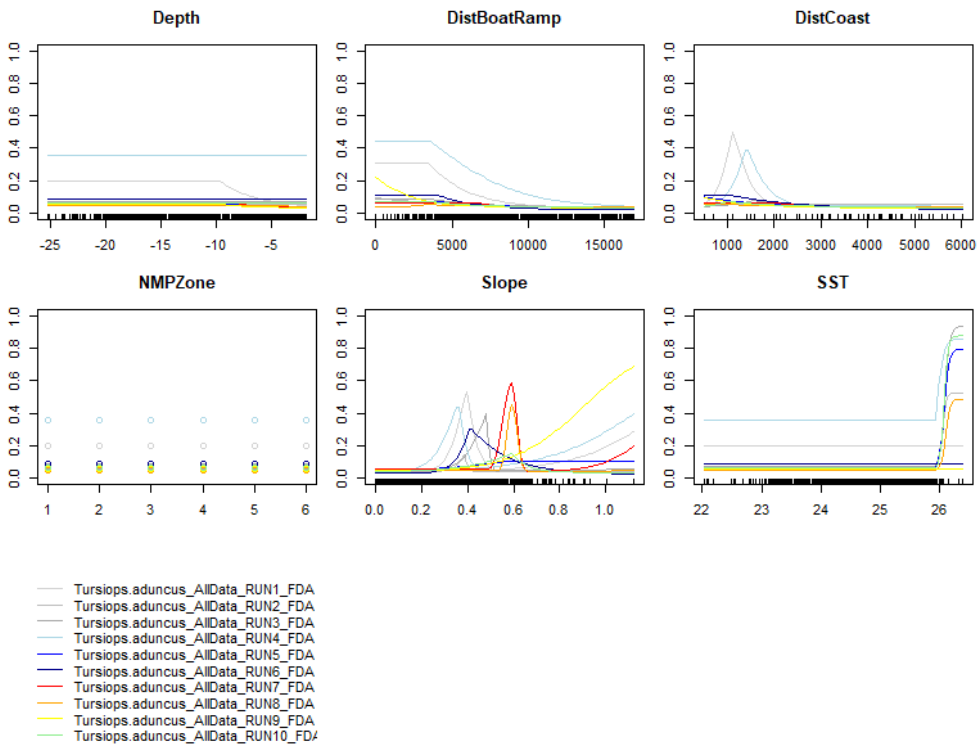 Depth
DistBoatRamp
DistCoast
0.0 0.2 0.4 0.6 0.8 1.0
0.0 0.2 0.4 0.6 0.8 1.0
0.0 0.2 0.4 0.6 0.8 1.0
-25 -20 -15 -10 -5
0 5000 10000 15000
1000 2000 3000 4000 5000 6000
NMPZone
Slope
SST
0.0 0.2 0.4 0.6 0.8 1.0
0.0 0.2 0.4 0.6 0.8 1.0
0.0 0.2 0.4 0.6 0.8 1.0
1 2 3 4 5 6
0.0 0.2 0.4 0.6 0.8 1.0
22 23 24 25 26
Tursiops.aduncus_AllData_RUN1_FDA
Tursiops.aduncus_AllData_RUN2_FDA
Tursiops.aduncus_AllData_RUN3_FDA
Tursiops.aduncus_AllData_RUN4_FDA
Tursiops.aduncus_AllData_RUN5_FDA
Tursiops.aduncus_AllData_RUN6_FDA
Tursiops.aduncus_AllData_RUN7_FDA
Tursiops.aduncus_AllData_RUN8_FDA
Tursiops.aduncus_AllData_RUN9_FDA
Tursiops.aduncus_AllData_RUN10_FDA